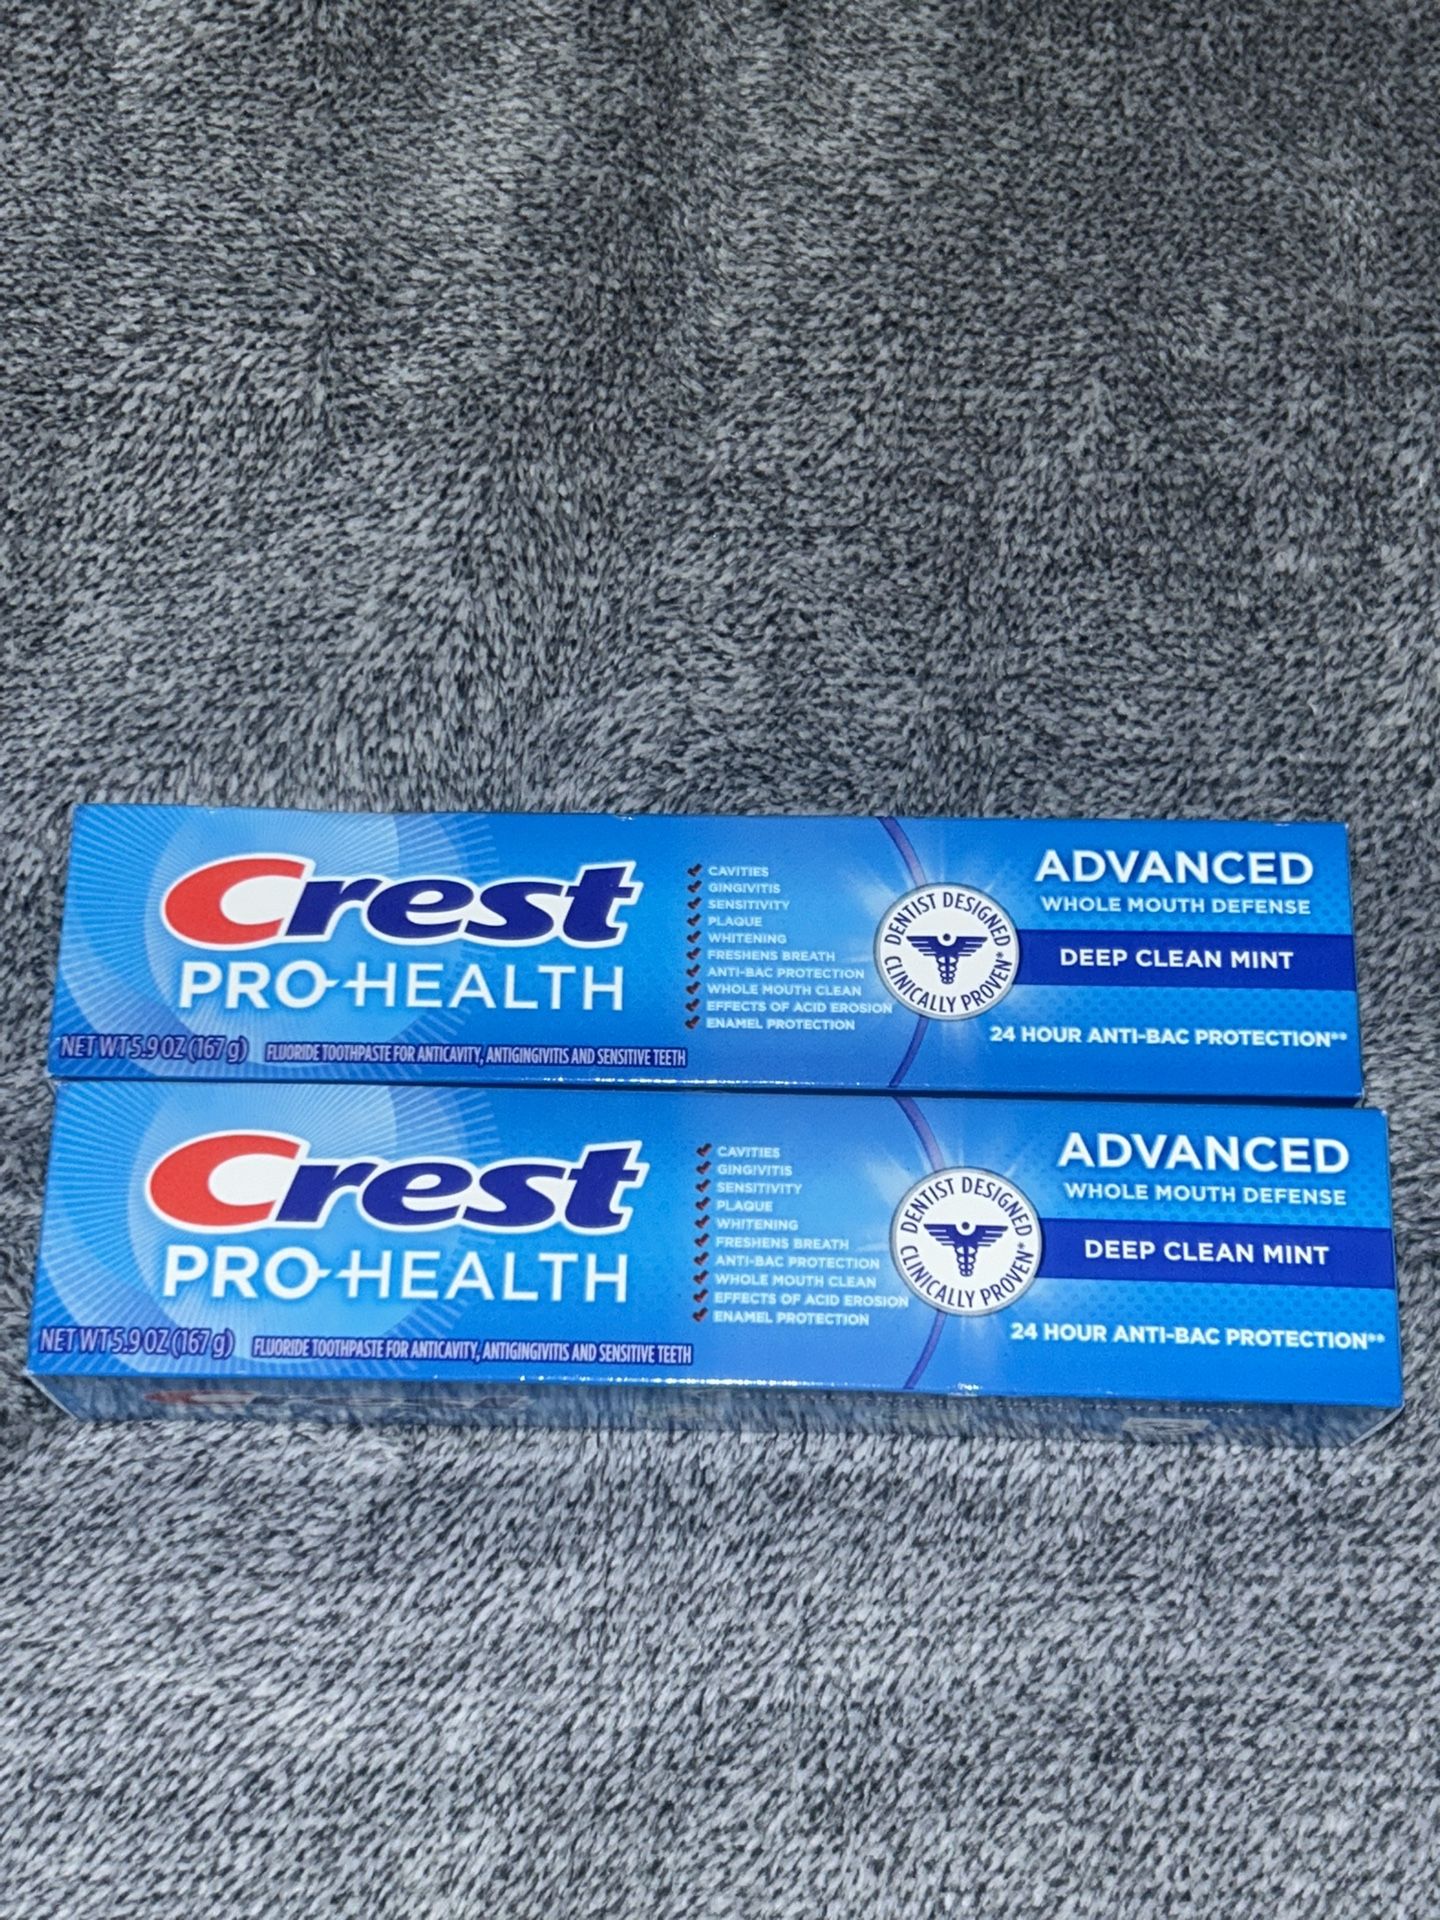 Crest
PRO-HEALTH
NET WT 5.9 OZ (167 g) FLUORIDE TOOTHPASTE FOR ANTICAVITY, ANTIGINGIVITIS AND SENSITIVE TEETH
CAVITIES
GINGIVITIS
SENSITIVITY
PLAQUE
WHITENING
FRESHENS BREATH
ANTI-BAC PROTECTION
WHOLE MOUTH CLEAN
EFFECTS OF ACID EROSION
ENAMEL PROTECTION
DENTIST DESIGNED
CLINICALLY PROVEN*
ADVANCED
WHOLE MOUTH DEFENSE
DEEP CLEAN MINT
24 HOUR ANTI-BAC PROTECTION**
Crest
PRO-HEALTH
NET WT 5.9 OZ (167 g) FLUORIDE TOOTHPASTE FOR ANTICAVITY, ANTIGINGIVITIS AND SENSITIVE TEETH
CAVITIES
GINGIVITIS
SENSITIVITY
PLAQUE
WHITENING
FRESHENS BREATH
ANTI-BAC PROTECTION
WHOLE MOUTH CLEAN
EFFECTS OF ACID EROSION
ENAMEL PROTECTION
DENTIST DESIGNED
CLINICALLY PROVEN*
ADVANCED
WHOLE MOUTH DEFENSE
DEEP CLEAN MINT
24 HOUR ANTI-BAC PROTECTION**